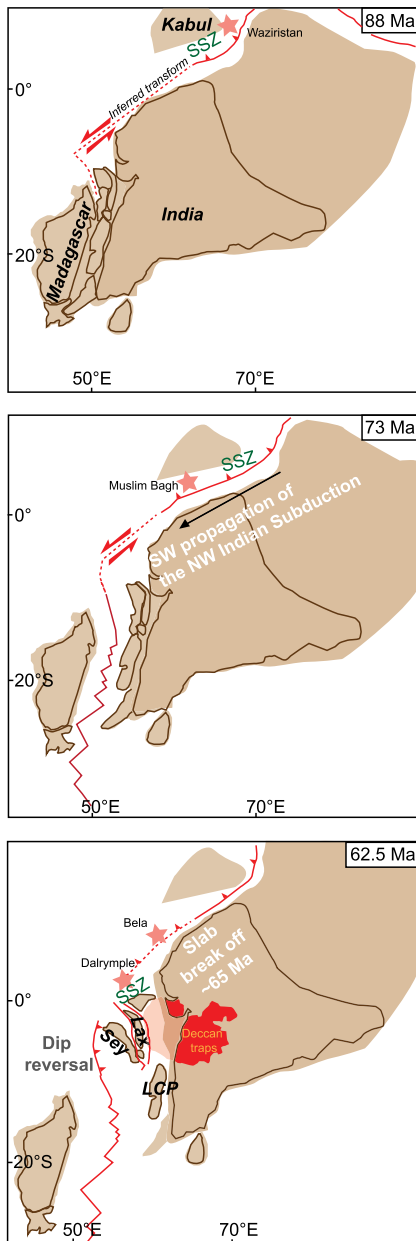 88 Ma
Kabul
SSZ
Waziristan
0°
Inferred transform
India
Madagascar
20°S
50°E
70°E
73 Ma
SSZ
Muslim Bagh
0°
SW propagation of
the NW Indian Subduction
20°S
50°E
70°E
62.5 Ma
Bela
Slab
break off
~65 Ma
Dalrymple
SSZ
0°
Deccan
traps
Sey
Lax
Dip
reversal
LCP
20°S
50°E
70°E